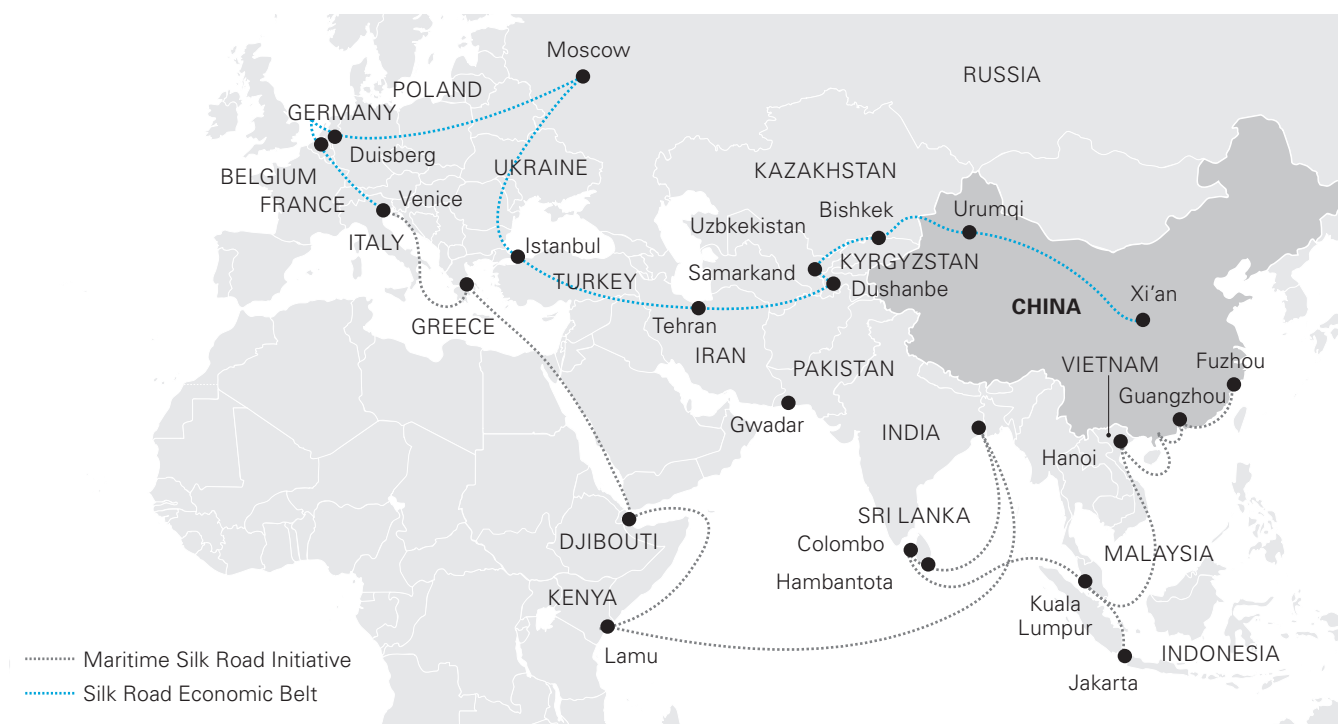 Moscow
RUSSIA
POLAND
GERMANY
Duisberg
UKRAINE
KAZAKHSTAN
BELGIUM
FRANCE
Venice
Bishkek
Urumqi
Uzbkekistan
ITALY
Istanbul
Samarkand
KYRGYZSTAN
TURKEY
Dushanbe
Xi'an
CHINA
GREECE
Tehran
IRAN
PAKISTAN
VIETNAM
Fuzhou
Guangzhou
Gwadar
INDIA
Hanoi
SRI LANKA
DJIBOUTI
Colombo
MALAYSIA
Hambantota
KENYA
Kuala
Lumpur
Lamu
INDONESIA
Jakarta
Maritime Silk Road Initiative
Silk Road Economic Belt